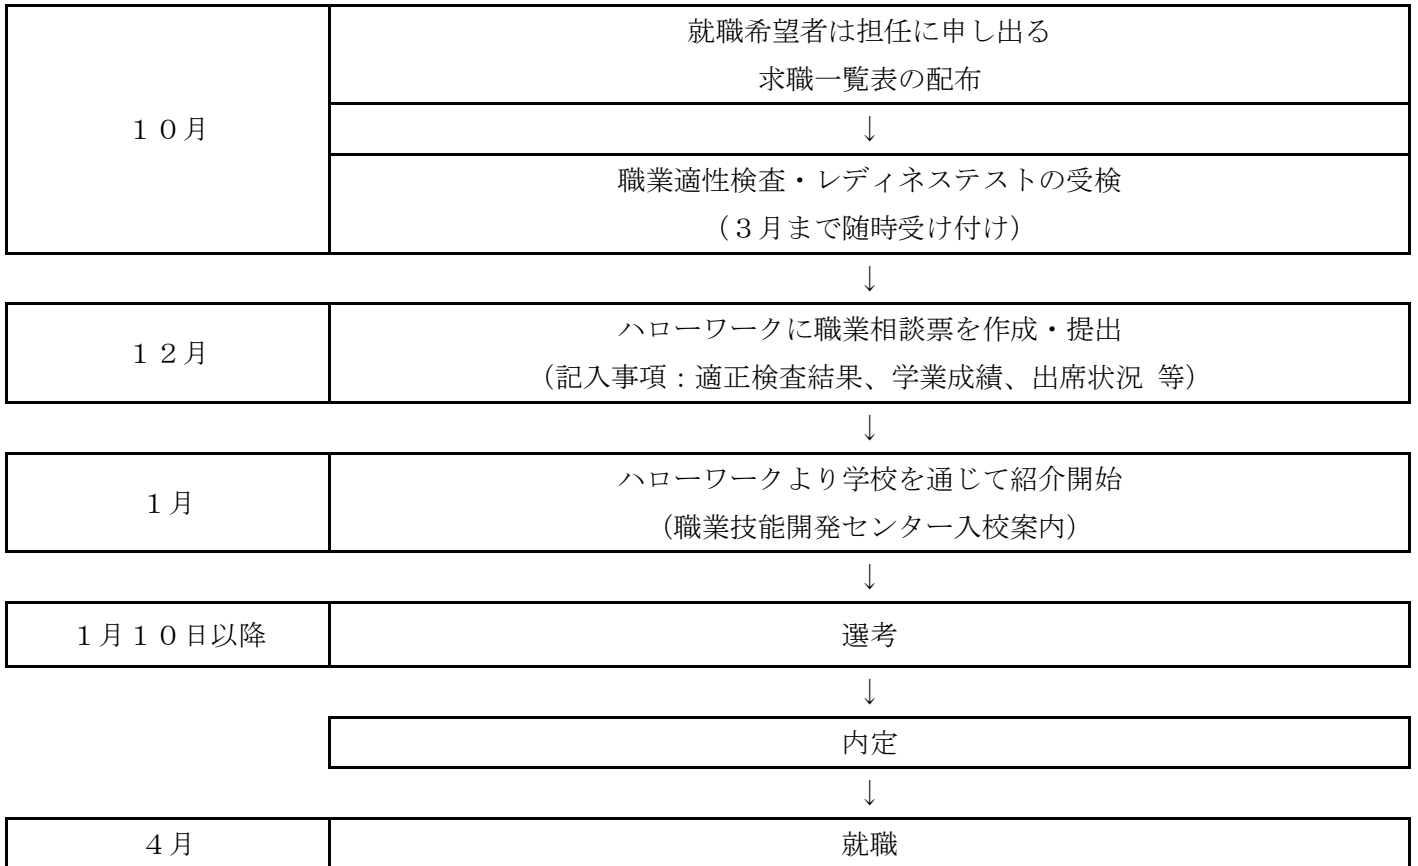 就職希望者は担任に申し出る
求職一覧表の配布
１０月
↓
職業適性検査・レディネステストの受検
（３月まで随時受け付け）
↓
１２月
ハローワークに職業相談票を作成・提出
（記入事項：適正検査結果、学業成績、出席状況 等）
↓
１月
ハローワークより学校を通じて紹介開始
（職業技能開発センター入校案内）
↓
１月１０日以降
選考
↓
内定
↓
４月
就職